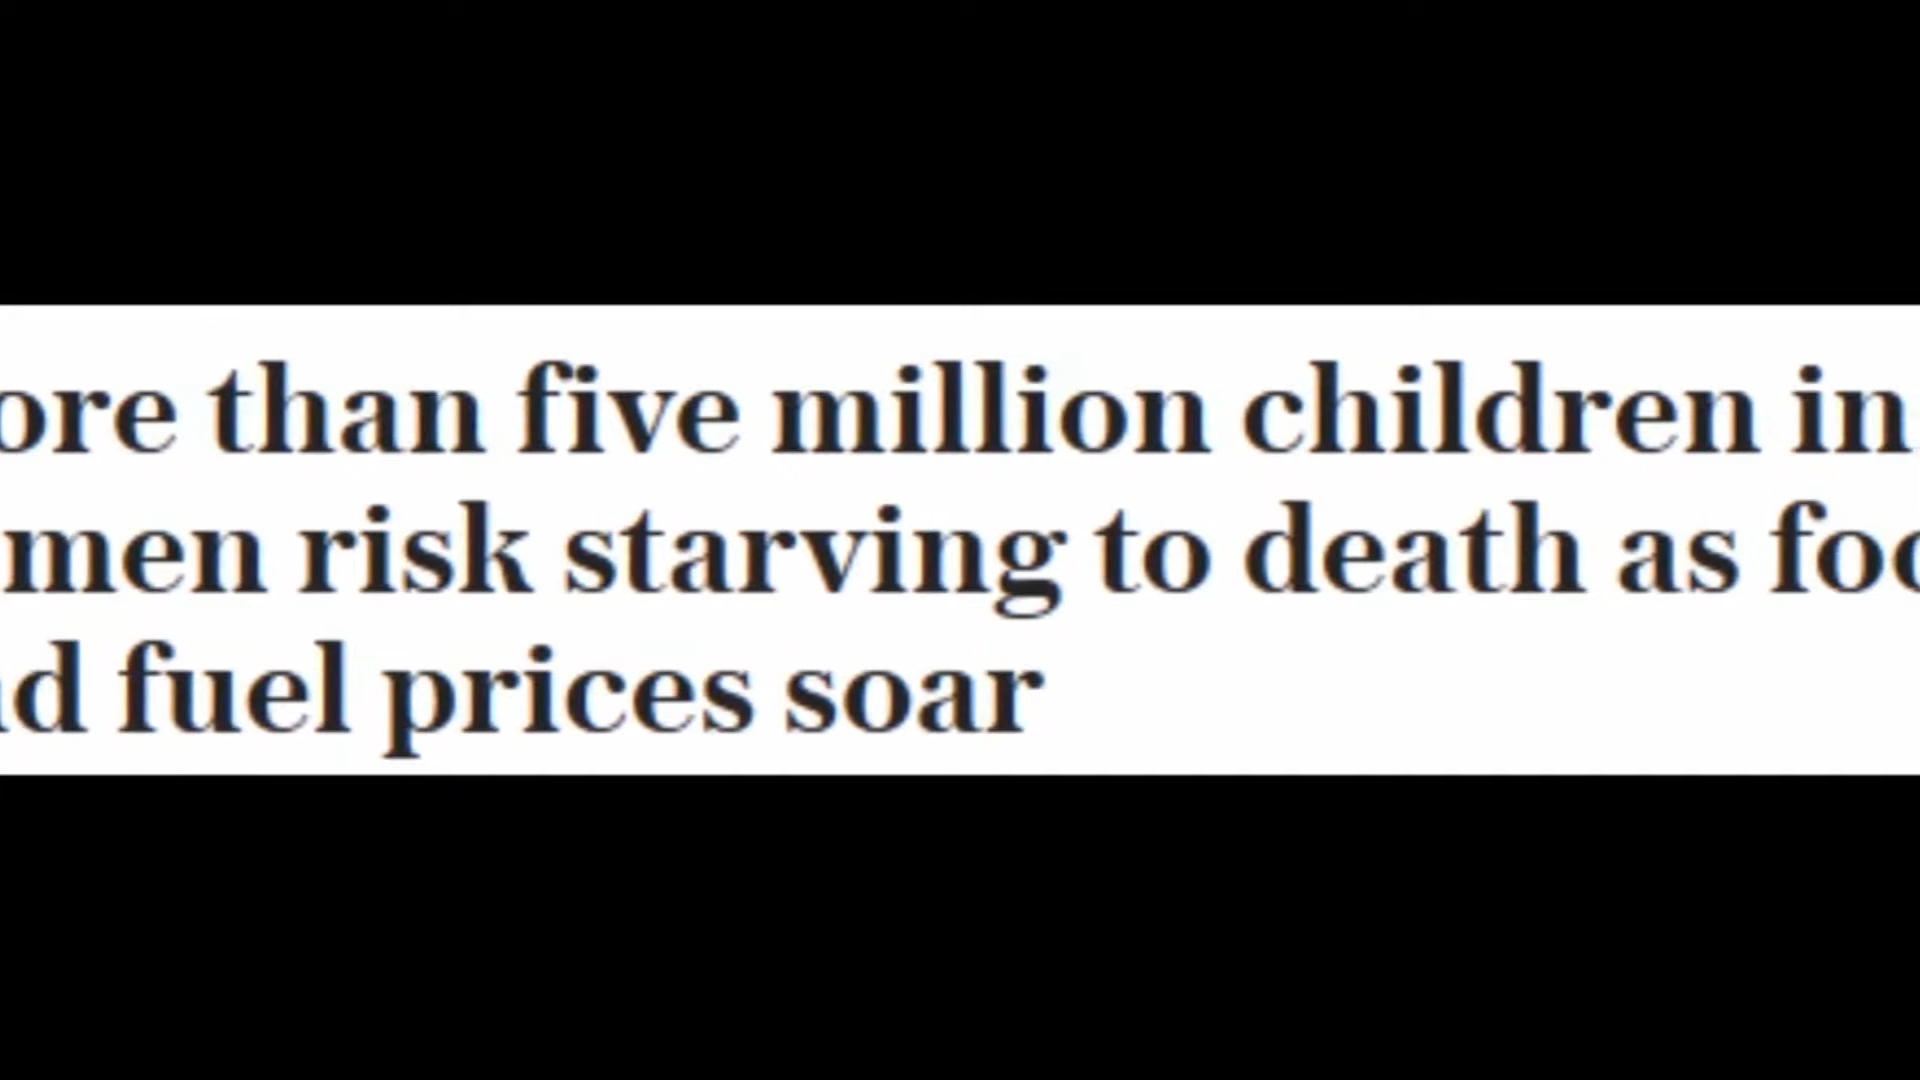 ore than five million children in
men risk starving to death as foo
d fuel prices soar